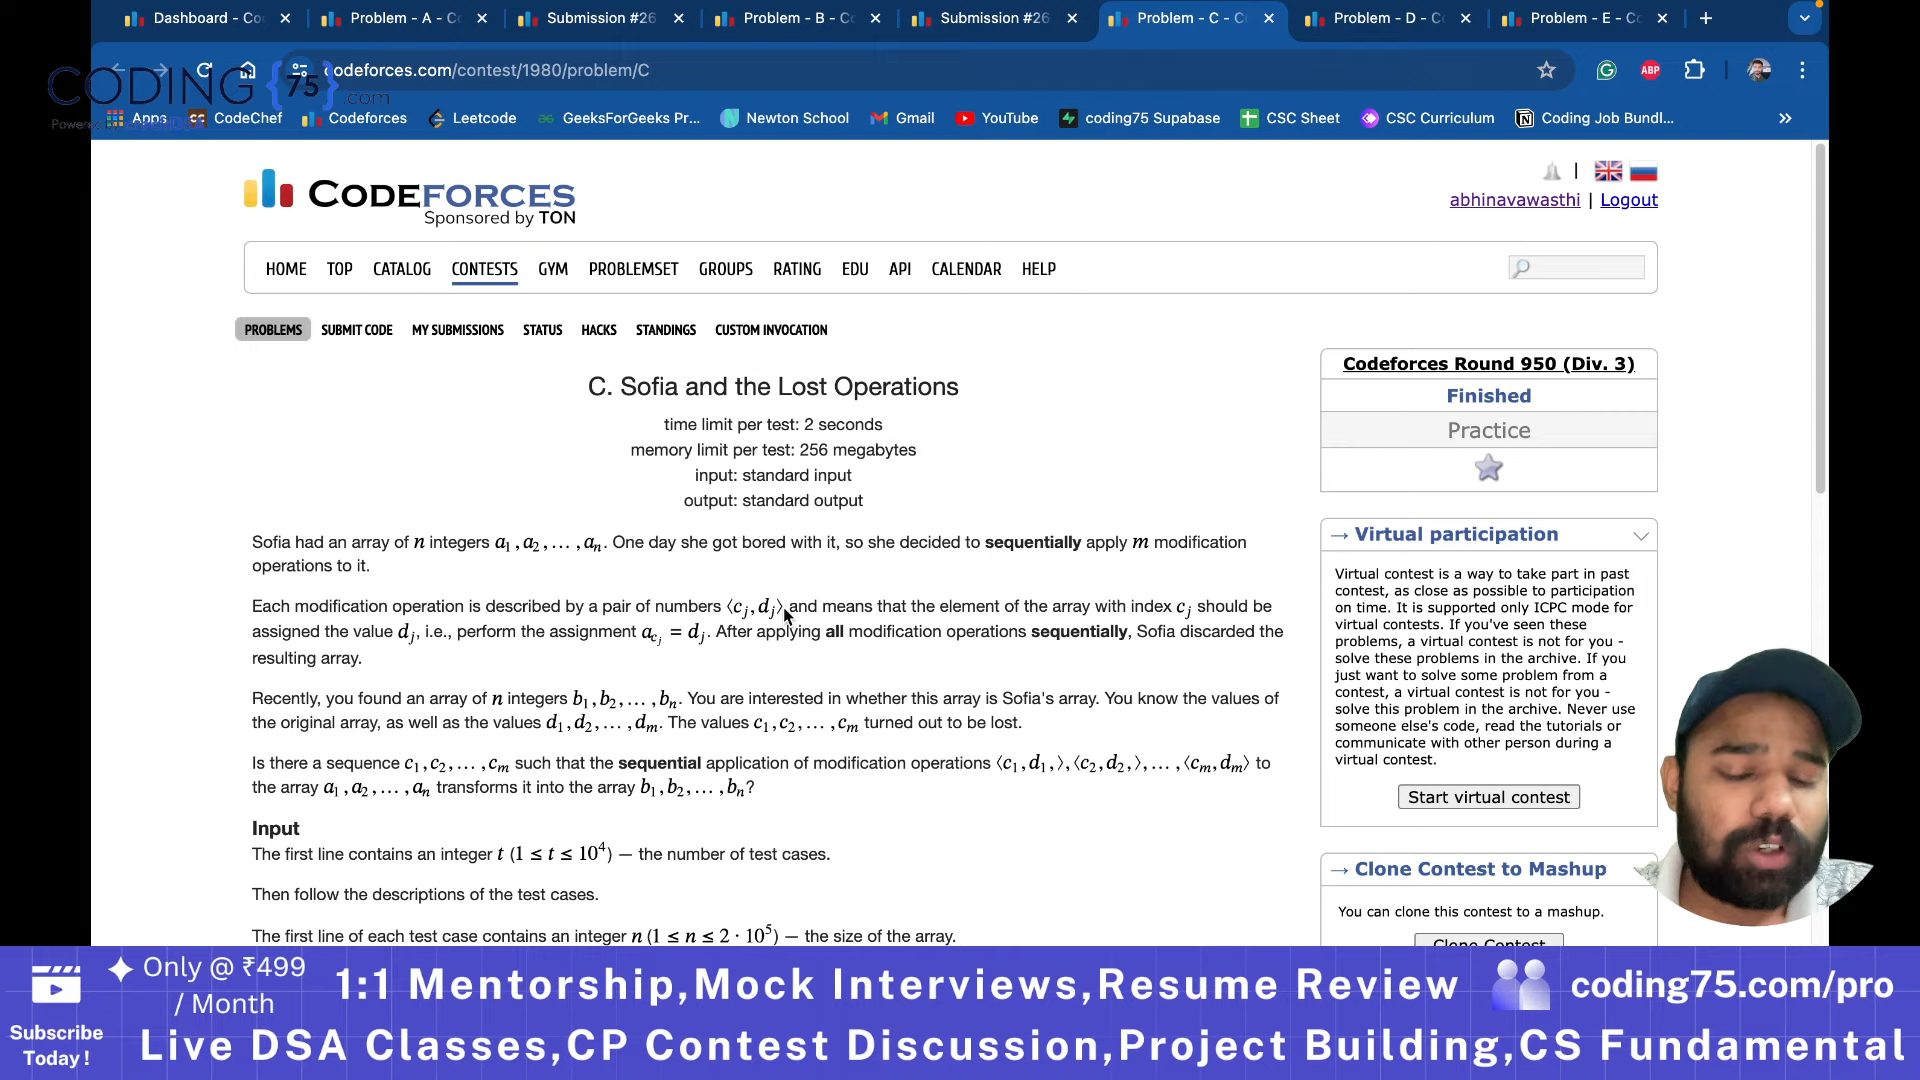 Dashboard - Co
Problem - A - Co
Submission #26
Problem - B - Co
Submission #26
Problem - C - Co
Problem - D - Co
Problem - E - Co
codeforces.com/contest/1980/problem/C
ABP
CODING {75} .com
Apps
CodeChef
Codeforces
Leetcode
GeeksForGeeks Pr...
Newton School
Gmail
YouTube
coding75 Supabase
CSC Sheet
CSC Curriculum
Coding Job Bundl...
CODEFORCES
Sponsored by TON
abhinavawasthi | Logout
HOME TOP CATALOG CONTESTS GYM PROBLEMSET GROUPS RATING EDU API CALENDAR HELP
PROBLEMS SUBMIT CODE MY SUBMISSIONS STATUS HACKS STANDINGS CUSTOM INVOCATION
C. Sofia and the Lost Operations
time limit per test: 2 seconds
memory limit per test: 256 megabytes
input: standard input
output: standard output
Sofia had an array of n integers a₁, a₂, …, aₙ. One day she got bored with it, so she decided to sequentially apply m modification
operations to it.
Each modification operation is described by a pair of numbers ⟨cⱼ, dⱼ⟩ and means that the element of the array with index cⱼ should be
assigned the value dⱼ, i.e., perform the assignment a_{cⱼ} = dⱼ. After applying all modification operations sequentially, Sofia discarded the
resulting array.
Recently, you found an array of n integers b₁, b₂, …, bₙ. You are interested in whether this array is Sofia's array. You know the values of
the original array, as well as the values d₁, d₂, …, dₘ. The values c₁, c₂, …, cₘ turned out to be lost.
Is there a sequence c₁, c₂, …, cₘ such that the sequential application of modification operations ⟨c₁, d₁, ⟩, ⟨c₂, d₂, ⟩, …, ⟨cₘ, dₘ⟩ to
the array a₁, a₂, …, aₙ transforms it into the array b₁, b₂, …, bₙ?
Input
The first line contains an integer t (1 ≤ t ≤ 10⁴) — the number of test cases.
Then follow the descriptions of the test cases.
The first line of each test case contains an integer n (1 ≤ n ≤ 2 · 10⁵) — the size of the array.
Codeforces Round 950 (Div. 3)
Finished
Practice
→ Virtual participation
Virtual contest is a way to take part in past
contest, as close as possible to participation
on time. It is supported only ICPC mode for
virtual contests. If you've seen these
problems, a virtual contest is not for you -
solve these problems in the archive. If you
just want to solve some problem from a
contest, a virtual contest is not for you -
solve this problem in the archive. Never use
someone else's code, read the tutorials or
communicate with other person during a
virtual contest.
Start virtual contest
→ Clone Contest to Mashup
You can clone this contest to a mashup.
Clone Contest
Subscribe
Today !
Only @ ₹499
/ Month
1:1 Mentorship,Mock Interviews,Resume Review
coding75.com/pro
Live DSA Classes,CP Contest Discussion,Project Building,CS Fundamental